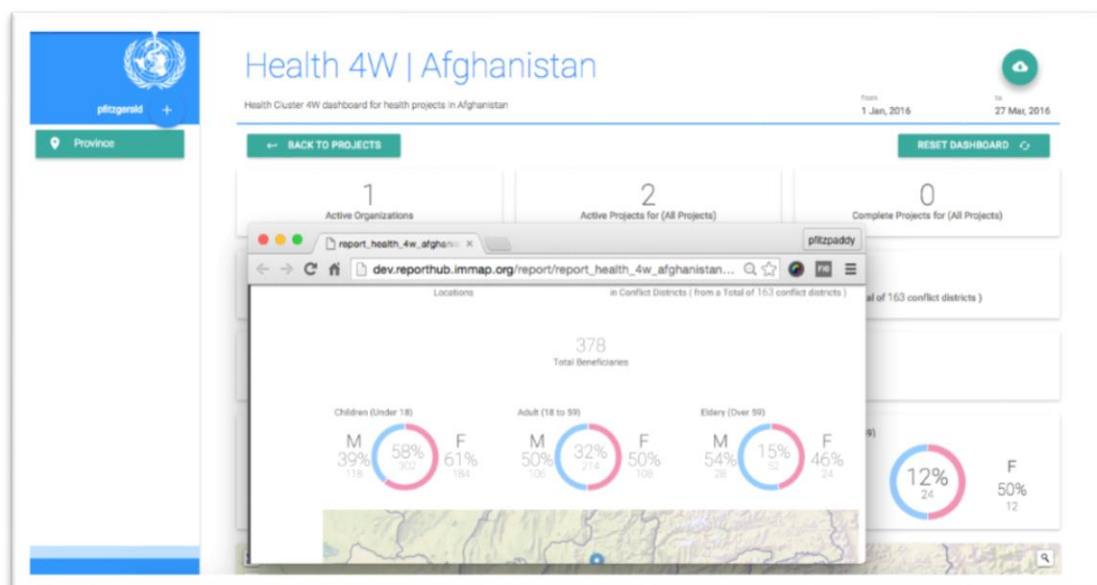 Health 4W | Afghanistan
pfitzgerald +
Health Cluster 4W dashboard for health projects in Afghanistan
from
to
1 Jan, 2016
27 Mar, 2016
Province
BACK TO PROJECTS
RESET DASHBOARD
1
Active Organizations
2
Active Projects for (All Projects)
0
Complete Projects for (All Projects)
report_health_4w_afghanis
pfitzpaddy
dev.reporthub.immap.org/report/report_health_4w_afghanistan...
FIG
Locations
in Conflict Districts ( from a Total of 163 conflict districts )
al of 163 conflict districts )
378
Total Beneficiaries
Children (Under 18)
M
39%
118
58%
302
F
61%
184
Adult (18 to 59)
M
50%
106
32%
214
F
50%
108
Eldery (Over 59)
M
54%
28
15%
52
F
46%
24
9)
12%
24
F
50%
12